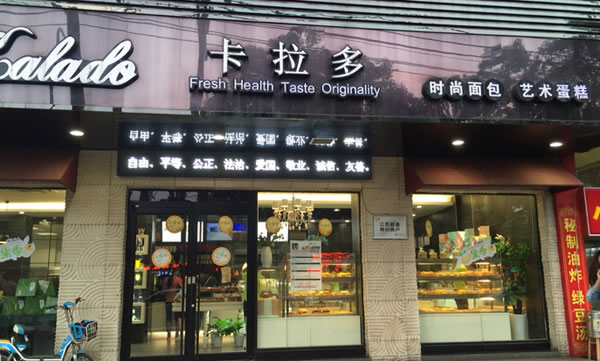 Kalado
卡拉多
Fresh Health Taste Originality
时尚面包 艺术蛋糕
自由、平等、公正、法治、爱国、敬业、诚信、友善、
秘制油炸绿豆汤